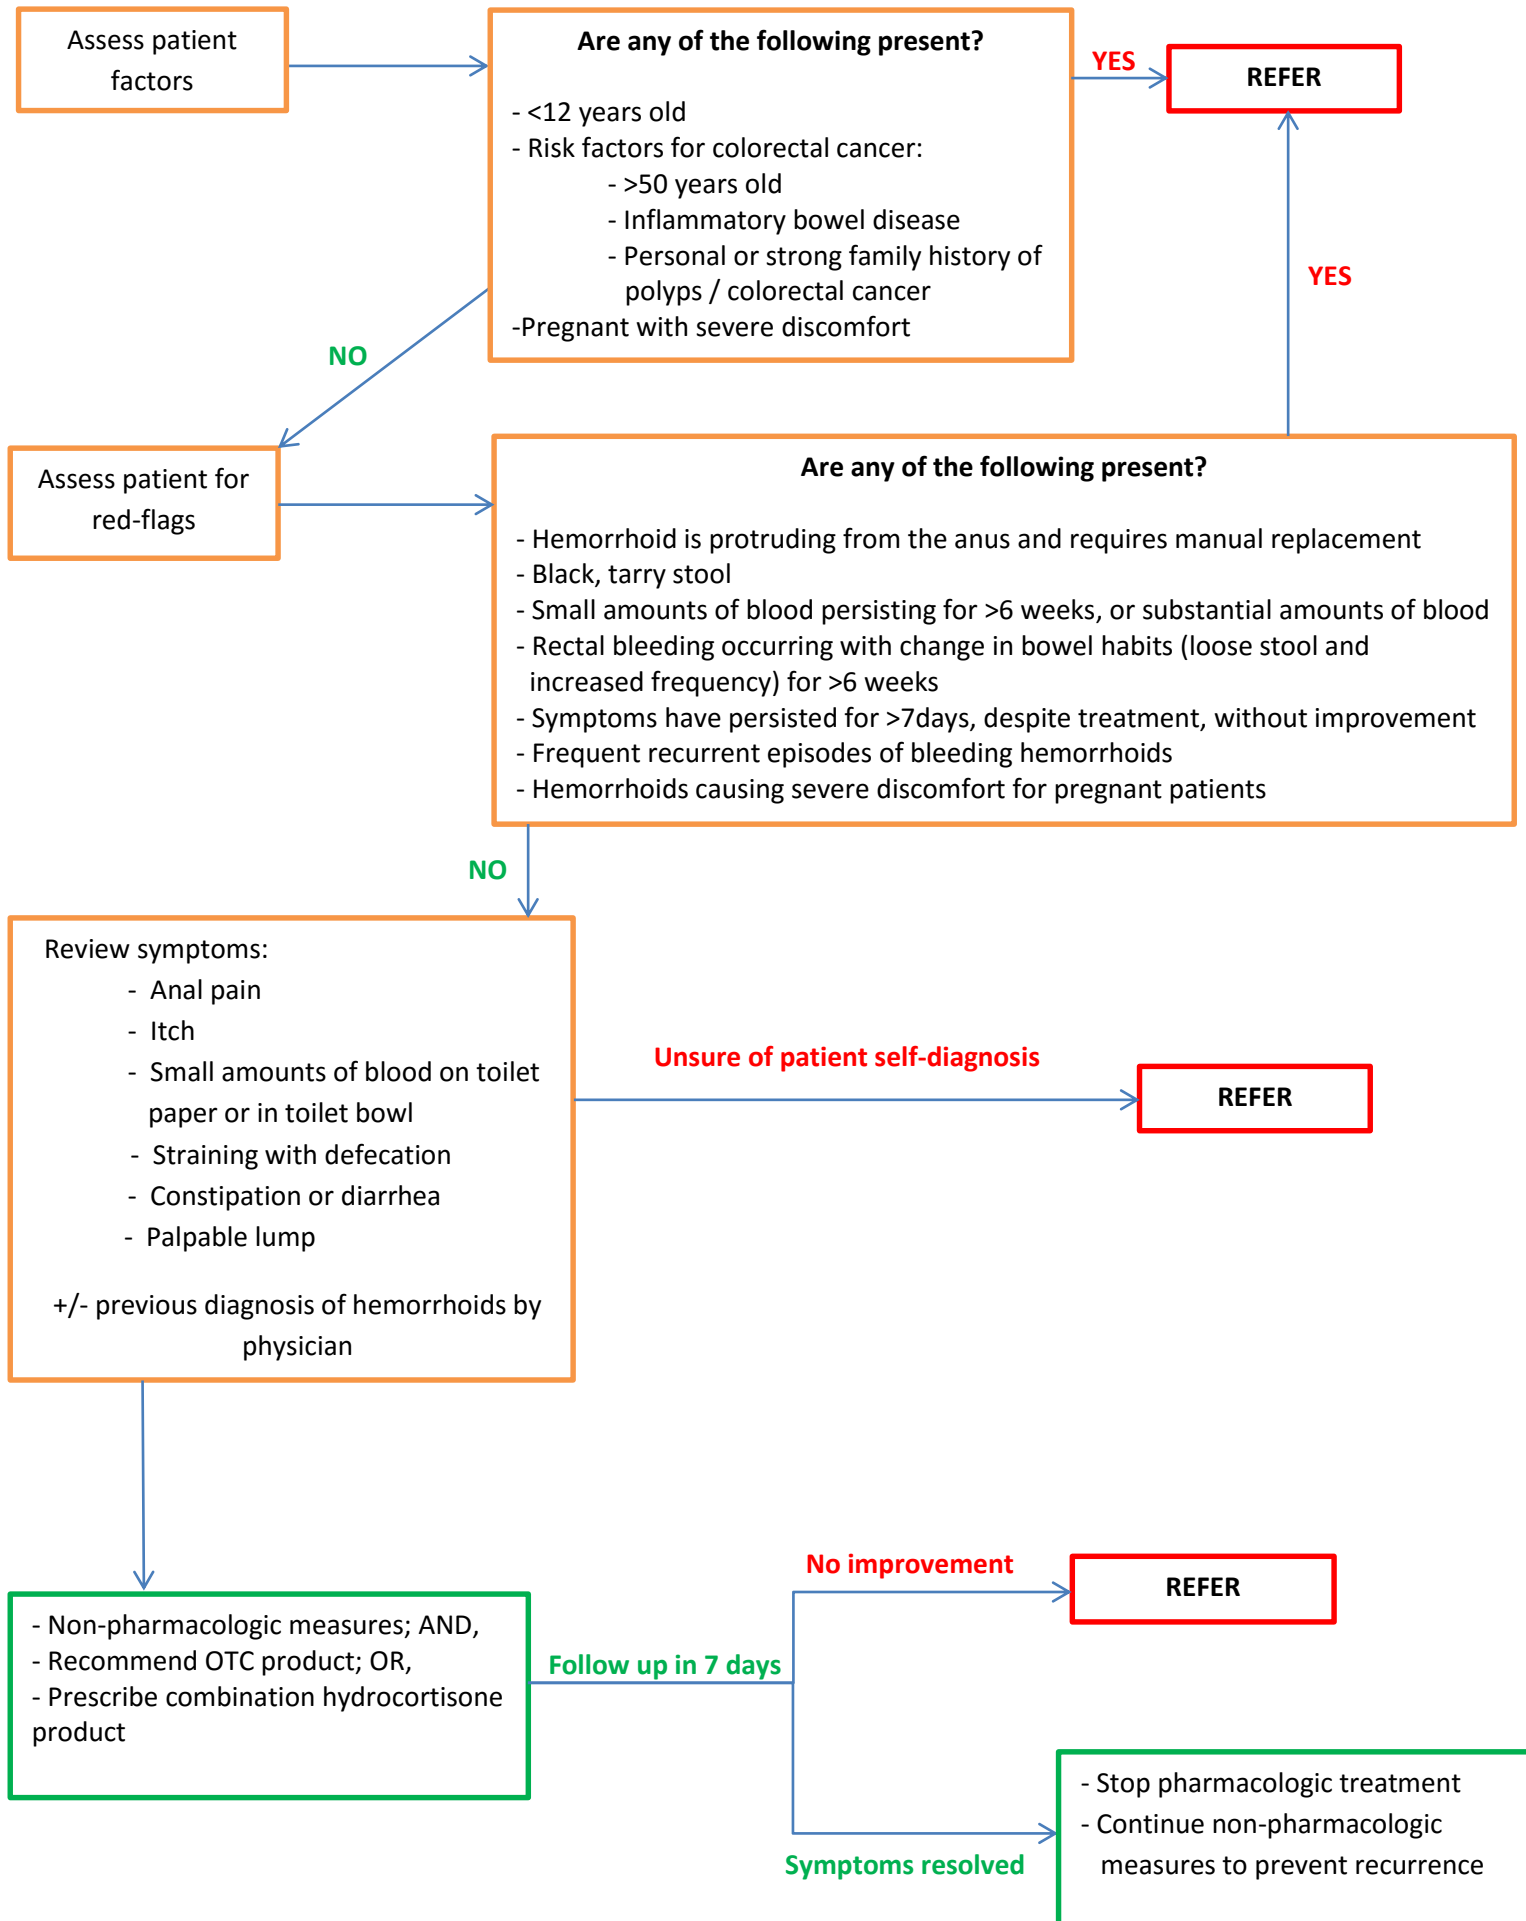 Assess patient
factors
Are any of the following present?
- <12 years old
- Risk factors for colorectal cancer:
- >50 years old
- Inflammatory bowel disease
- Personal or strong family history of
polyps / colorectal cancer
-Pregnant with severe discomfort
YES
REFER
YES
NO
Assess patient for
red-flags
Are any of the following present?
- Hemorrhoid is protruding from the anus and requires manual replacement
- Black, tarry stool
- Small amounts of blood persisting for >6 weeks, or substantial amounts of blood
- Rectal bleeding occurring with change in bowel habits (loose stool and
increased frequency) for >6 weeks
- Symptoms have persisted for >7days, despite treatment, without improvement
- Frequent recurrent episodes of bleeding hemorrhoids
- Hemorrhoids causing severe discomfort for pregnant patients
NO
Review symptoms:
- Anal pain
- Itch
- Small amounts of blood on toilet
paper or in toilet bowl
- Straining with defecation
- Constipation or diarrhea
- Palpable lump
+/- previous diagnosis of hemorrhoids by
physician
Unsure of patient self-diagnosis
REFER
- Non-pharmacologic measures; AND,
- Recommend OTC product; OR,
- Prescribe combination hydrocortisone
product
Follow up in 7 days
No improvement
REFER
Symptoms resolved
- Stop pharmacologic treatment
- Continue non-pharmacologic
measures to prevent recurrence